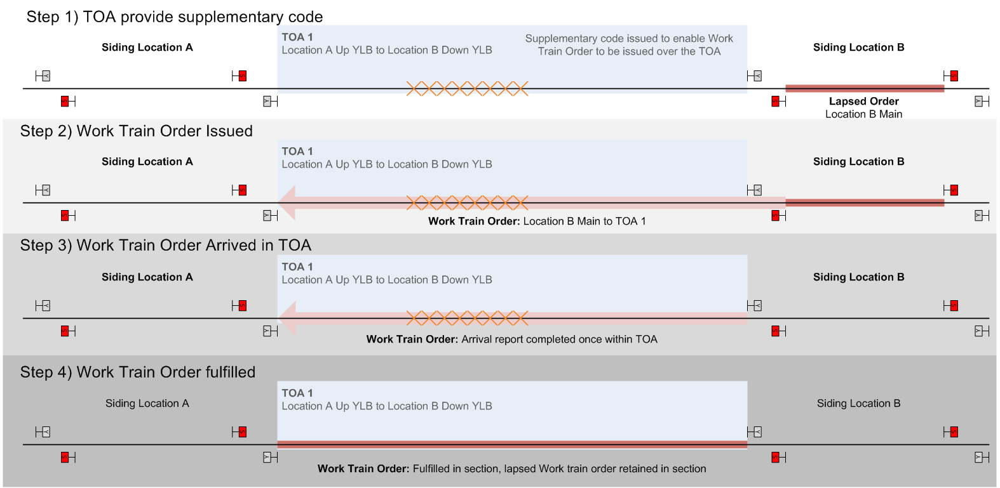 Step 1) TOA provide supplementary code
TOA 1
Location A Up YLB to Location B Down YLB
Supplementary code issued to enable Work
Train Order to be issued over the TOA
Siding Location A
Siding Location B
Y
S
Y
S
S
Y
S
Y
Lapsed Order
Location B Main
Step 2) Work Train Order Issued
TOA 1
Location A Up YLB to Location B Down YLB
Siding Location A
Siding Location B
Y
S
Y
S
S
Y
S
Y
Work Train Order: Location B Main to TOA 1
Step 3) Work Train Order Arrived in TOA
TOA 1
Location A Up YLB to Location B Down YLB
Siding Location A
Siding Location B
Y
S
Y
S
S
Y
S
Y
Work Train Order: Arrival report completed once within TOA
Step 4) Work Train Order fulfilled
TOA 1
Location A Up YLB to Location B Down YLB
Siding Location A
Siding Location B
Y
S
Y
S
S
Y
S
Y
Work Train Order: Fulfilled in section, lapsed Work train order retained in section